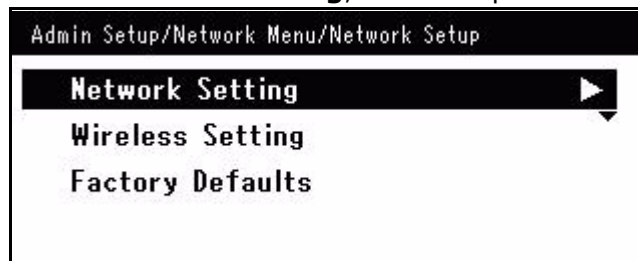 Admin Setup/Network Menu/Network Setup
Network Setting
Wireless Setting
Factory Defaults